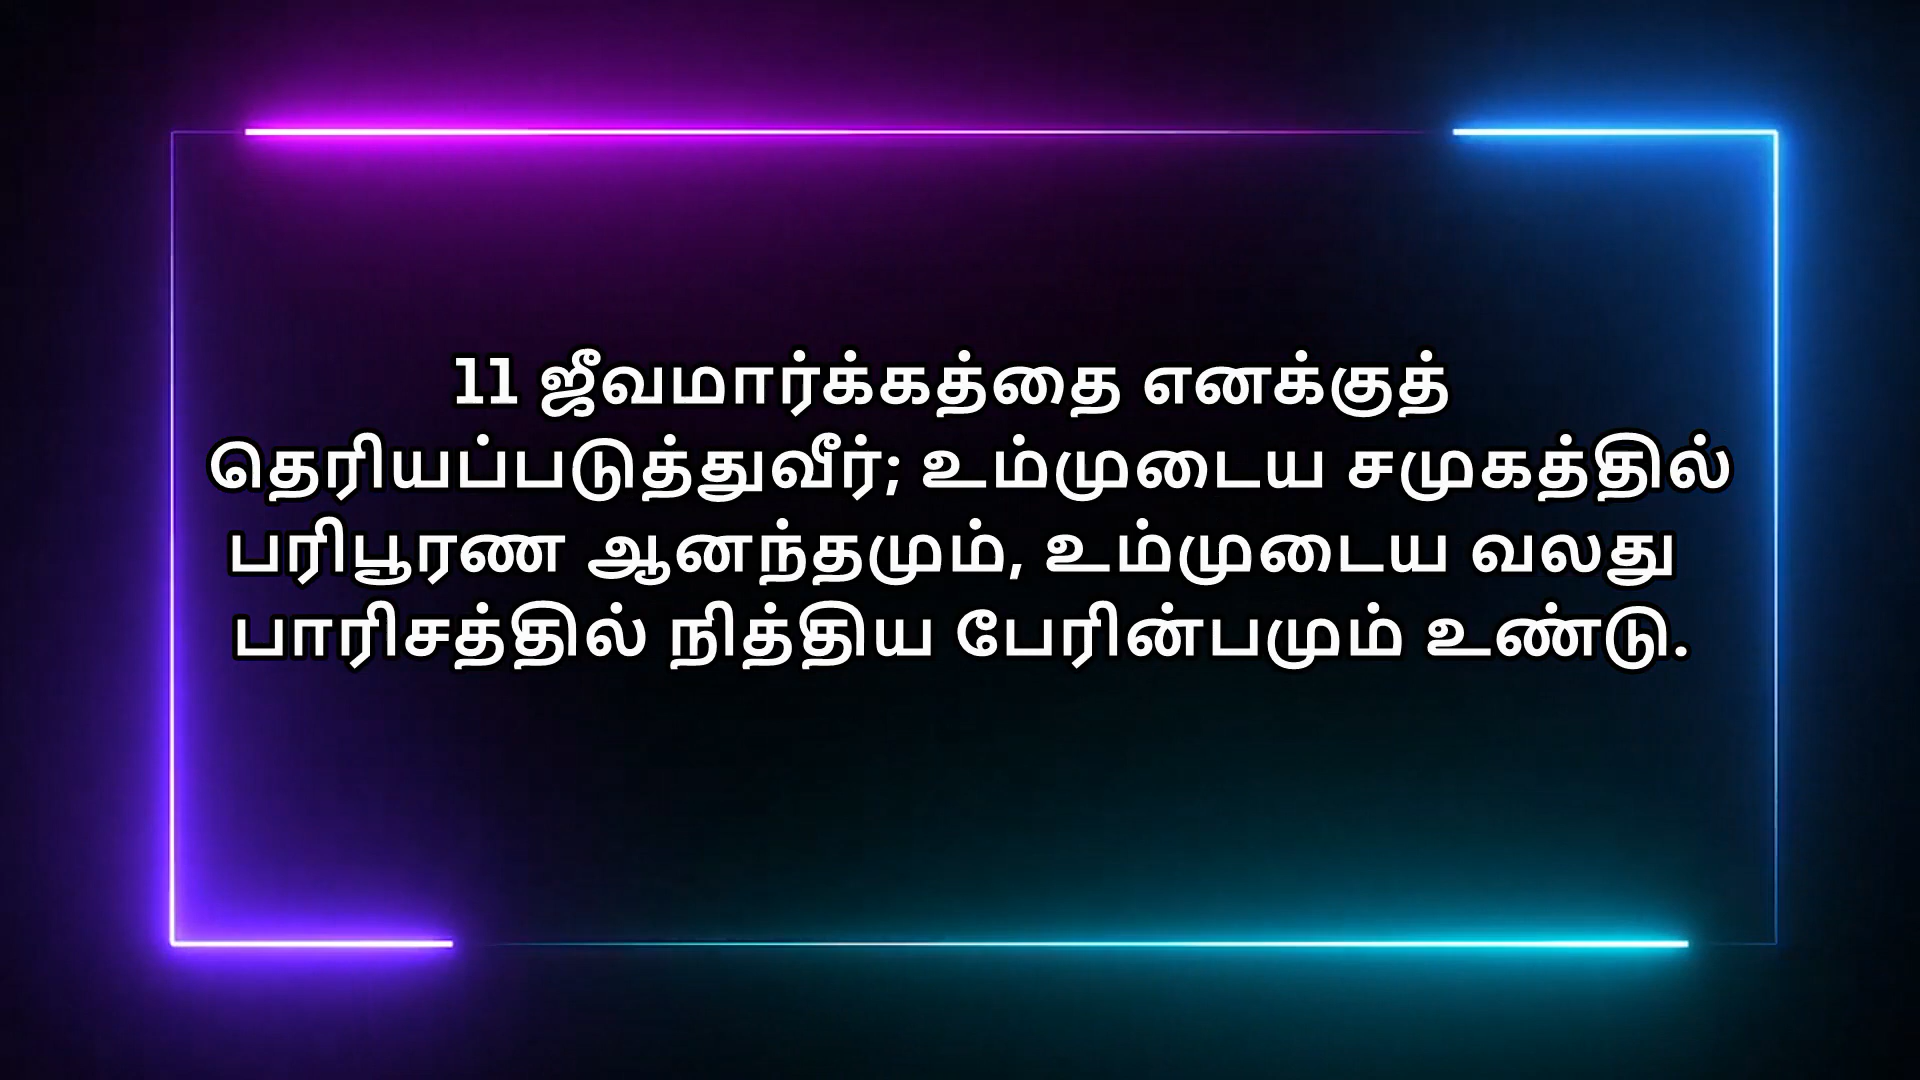 11 ஜீவமார்க்கத்தை எனக்குத்
தெரியப்படுத்துவீர்; உம்முடைய சமுகத்தில்
பரிபூரண ஆனந்தமும், உம்முடைய வலது
பாரிசத்தில் நித்திய பேரின்பமும் உண்டு.